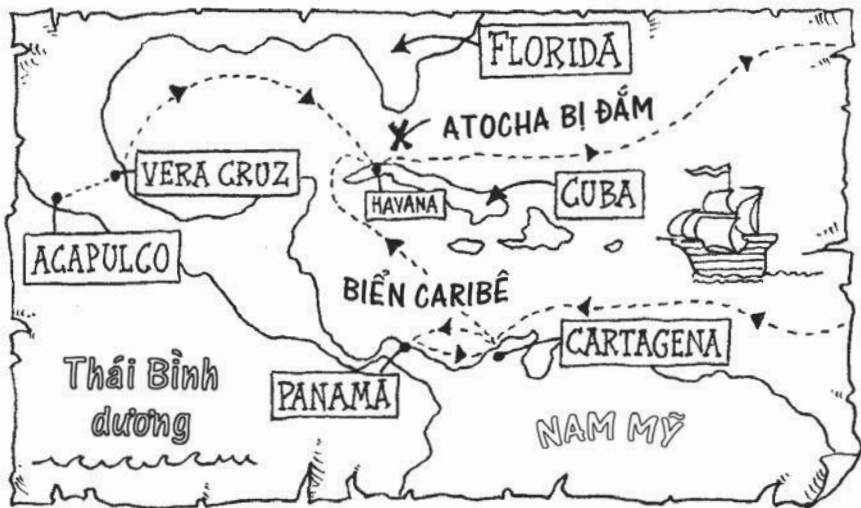 FLORIDA
ATOCHA BỊ ĐẮM
VERA CRUZ
HAVANA
CUBA
ACAPULCO
BIỂN CARIBÊ
CARTAGENA
PANAMA
Thái Bình
dương
NAM MỸ